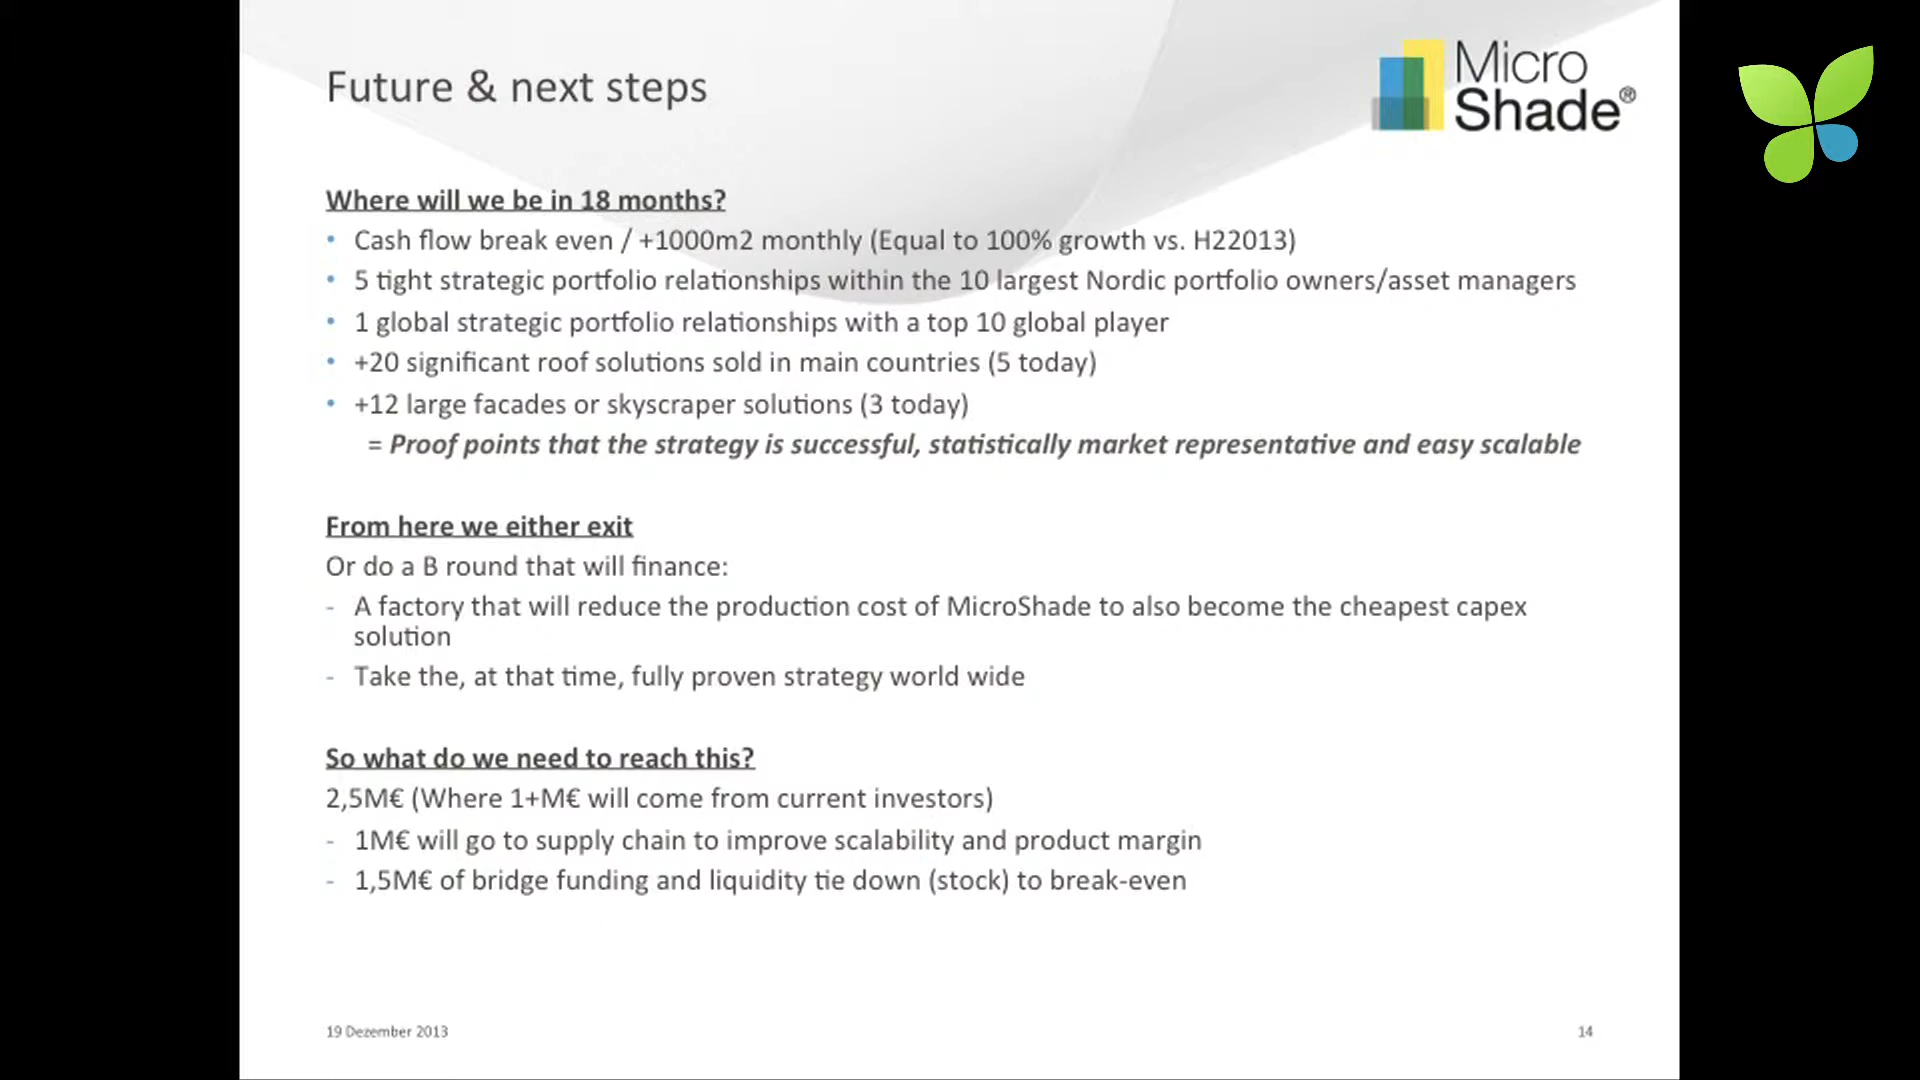 Future & next steps
Micro
Shade®
Where will we be in 18 months?
• Cash flow break even / +1000m2 monthly (Equal to 100% growth vs. H22013)
• 5 tight strategic portfolio relationships within the 10 largest Nordic portfolio owners/asset managers
• 1 global strategic portfolio relationships with a top 10 global player
• +20 significant roof solutions sold in main countries (5 today)
• +12 large facades or skyscraper solutions (3 today)
= Proof points that the strategy is successful, statistically market representative and easy scalable
From here we either exit
Or do a B round that will finance:
- A factory that will reduce the production cost of MicroShade to also become the cheapest capex
solution
- Take the, at that time, fully proven strategy world wide
So what do we need to reach this?
2,5M€ (Where 1+M€ will come from current investors)
- 1M€ will go to supply chain to improve scalability and product margin
- 1,5M€ of bridge funding and liquidity tie down (stock) to break-even
19 Dezember 2013
14